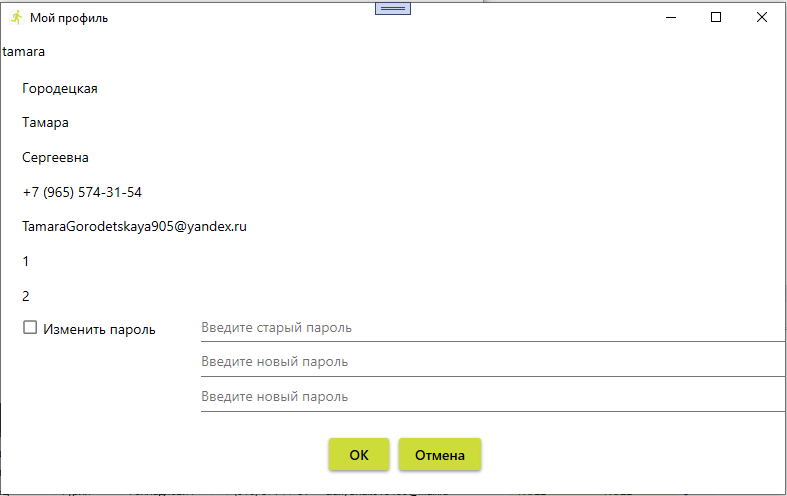 Мой профиль
tamara
Городецкая
Тамара
Сергеевна
+7 (965) 574-31-54
TamaraGorodetskaya905@yandex.ru
1
2
Изменить пароль
Введите старый пароль
Введите новый пароль
Введите новый пароль
ОК Отмена